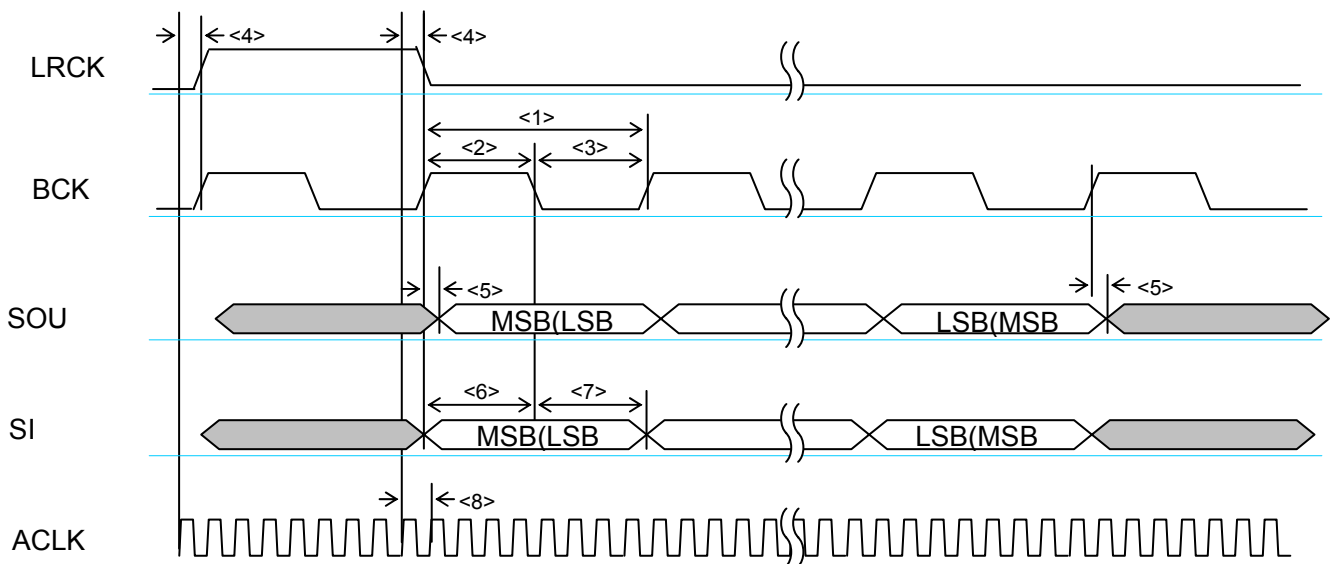 <4> <4>
LRCK
<1>
<2> <3>
BCK
<5> <5>
SOU MSB(LSB LSB(MSB
<6> <7>
SI MSB(LSB LSB(MSB
<8>
ACLK